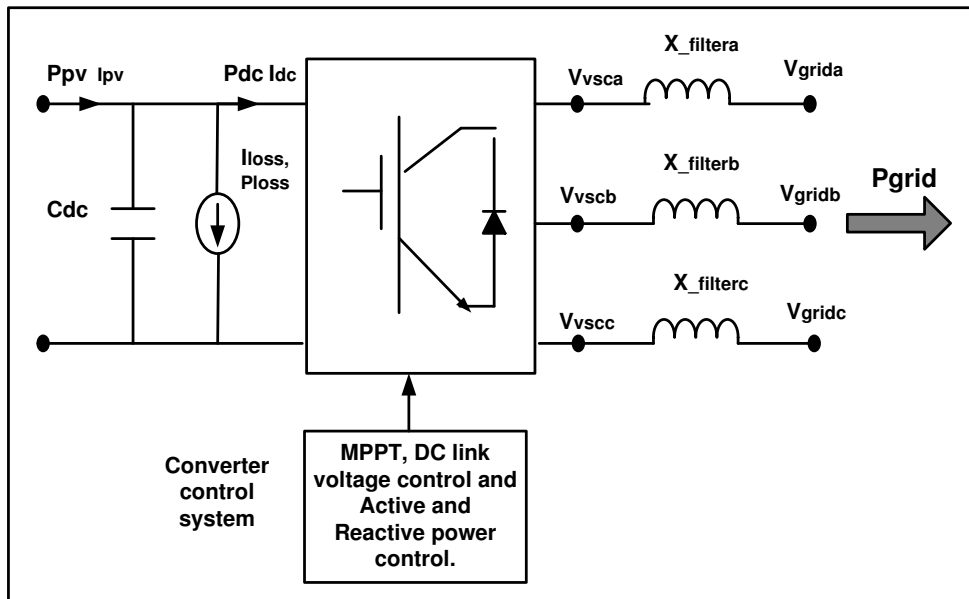 Ppv Ipv
Pdc Idc
Iloss,
Ploss
Cdc
Vvsca
X_filtera
Vgrida
Vvscb
X_filterb
Vgridb
Pgrid
Vvscc
X_filterc
Vgridc
Converter
control
system
MPPT, DC link
voltage control and
Active and
Reactive power
control.